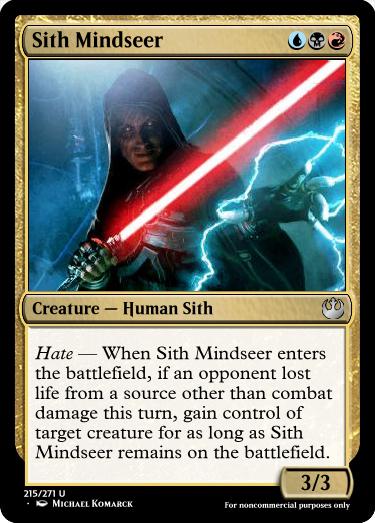 Sith Mindseer
Creature — Human Sith
Hate — When Sith Mindseer enters
the battlefield, if an opponent lost
life from a source other than combat
damage this turn, gain control of
target creature for as long as Sith
Mindseer remains on the battlefield.
3/3
215/271 U
· Michael Komarck
For noncommercial purposes only